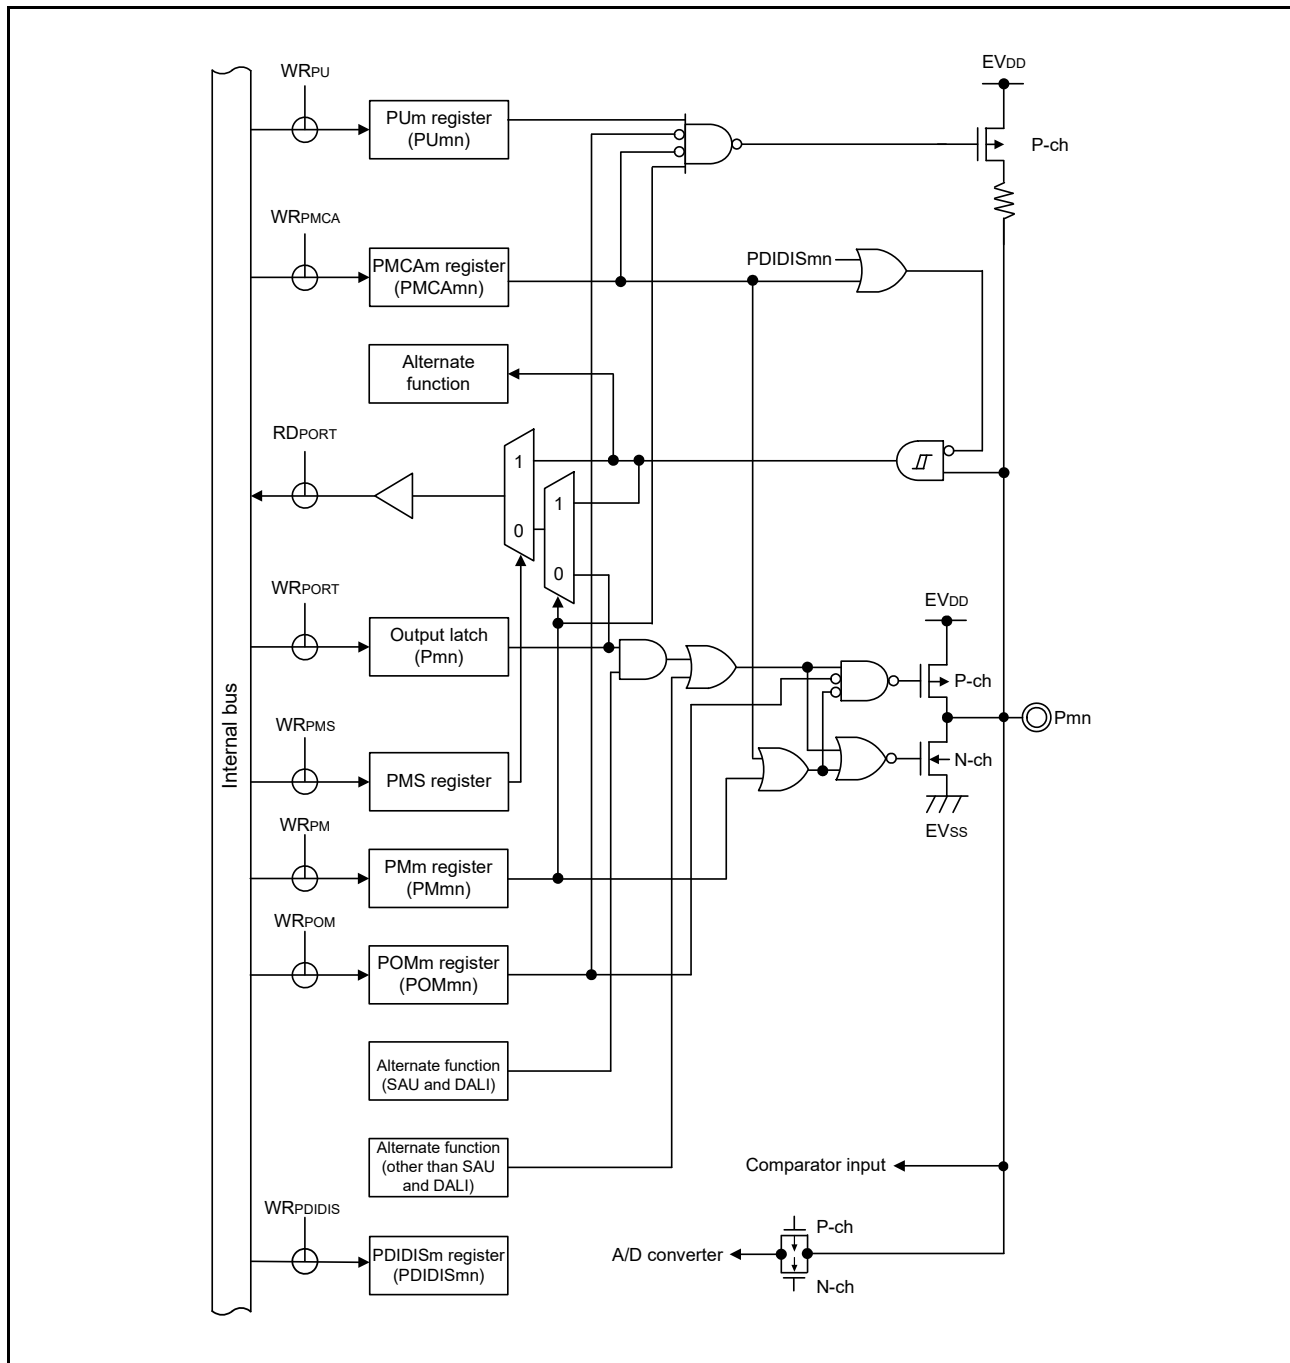 EVDD
WRPU
PUm register
(PUmn)
P-ch
WRPMCA
PMCAm register
(PMCAmn)
PDIDISmn
Alternate
function
RDPORT
1
0
1
0
WRPORT
Output latch
(Pmn)
EVDD
P-ch
Pmn
Internal bus
WRPMS
PMS register
N-ch
EVSS
WRPM
PMm register
(PMmn)
WRPOM
POMm register
(POMmn)
Alternate function
(SAU and DALI)
Alternate function
(other than SAU
and DALI)
Comparator input
WRPDIDIS
PDIDISm register
(PDIDISmn)
P-ch
A/D converter
N-ch